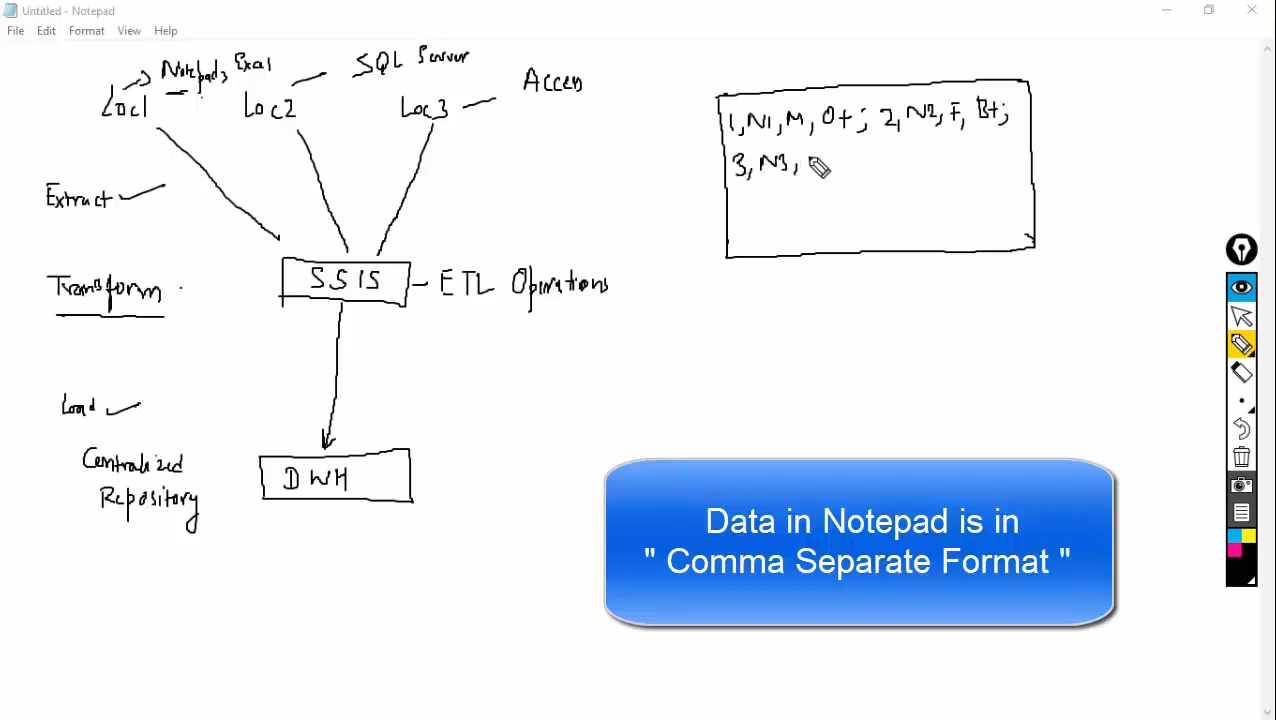 Untitled - Notepad
File Edit Format View Help
Notepad, Excel
SQL Server
Access
Loc1 Loc2 Loc3
1, N1, M, O+; 2, N2, F, B+;
3, N3,
Extract
Transform
SSIS - ETL Operations
Load
Centralized
Repository
DWH
Data in Notepad is in
" Comma Separate Format "